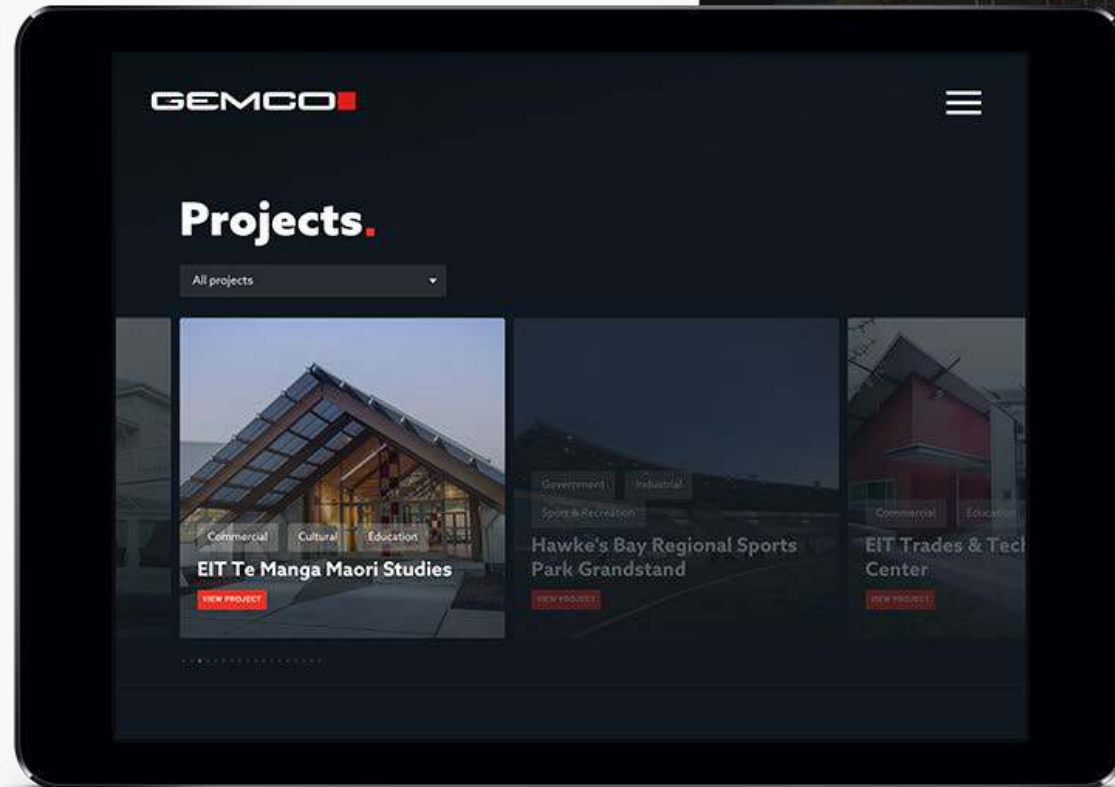 GEMCO
Projects.
All projects
Commercial Cultural Education
EIT Te Manga Maori Studies
VIEW PROJECT
Government Industrial
Sport & Recreation
Hawke's Bay Regional Sports
Park Grandstand
VIEW PROJECT
Commercial Education
EIT Trades & Tech
Center
VIEW PROJECT